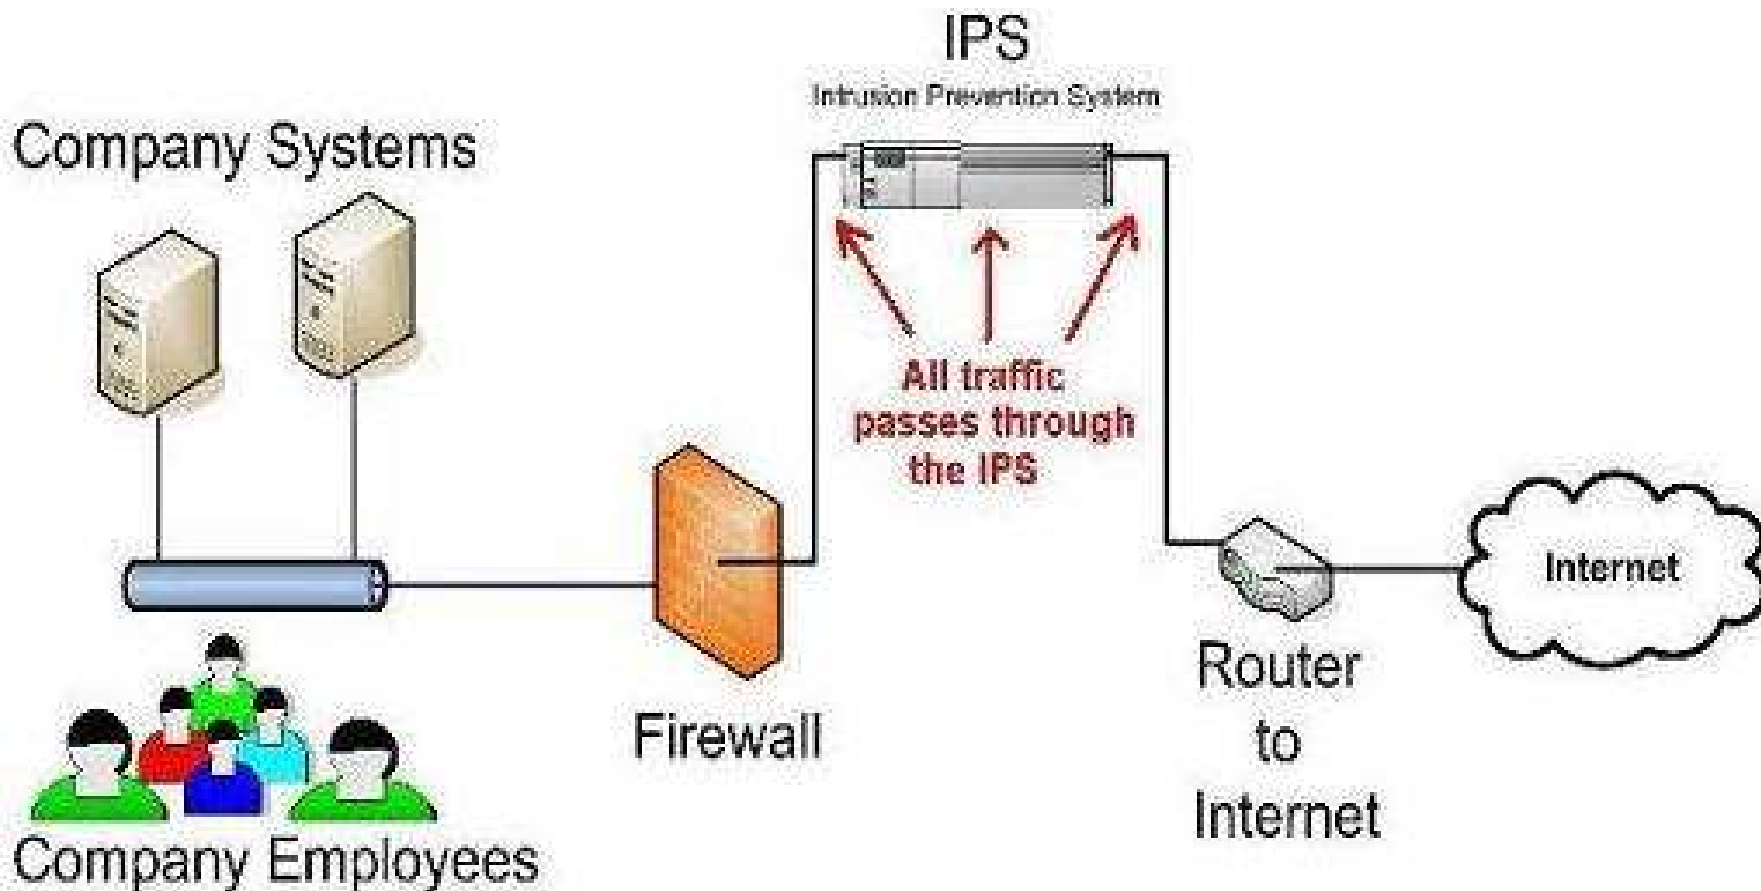 IPS
Intrusion Prevention System
Company Systems
All traffic
passes through
the IPS
Internet
Router
to
Internet
Firewall
Company Employees